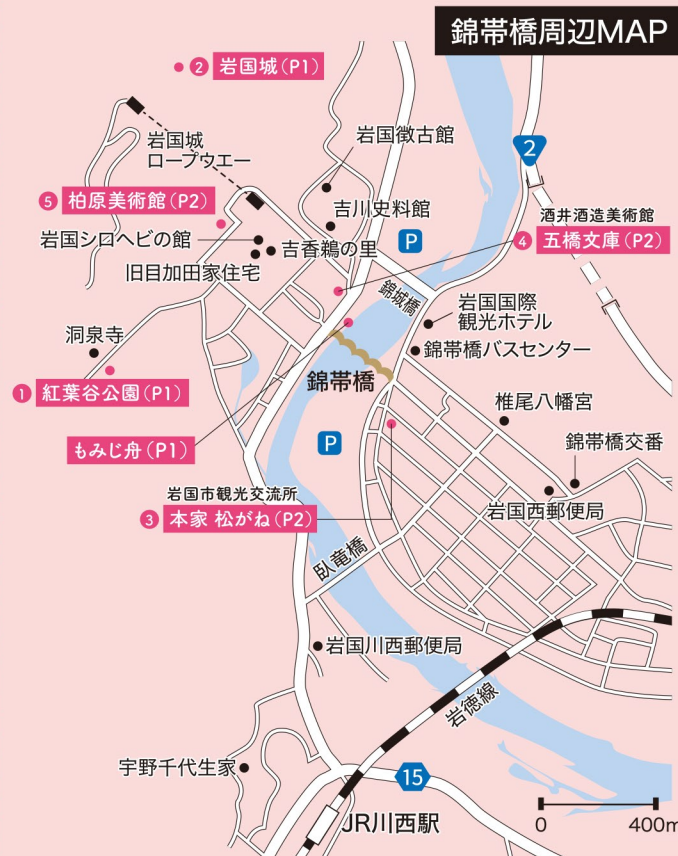 錦帯橋周辺MAP
② 岩国城(P1)
岩国城
ロープウエー
岩国徴古館
2
⑤ 柏原美術館(P2)
吉川史料館
P
酒井酒造美術館
④ 五橋文庫(P2)
岩国シロヘビの館
吉香鵜の里
旧目加田家住宅
錦城橋
岩国国際
観光ホテル
洞泉寺
錦帯橋バスセンター
錦帯橋
① 紅葉谷公園(P1)
椎尾八幡宮
もみじ舟(P1)
P
錦帯橋交番
岩国市観光交流所
③ 本家 松がね(P2)
岩国西郵便局
臥竜橋
岩国川西郵便局
岩徳線
宇野千代生家
15
JR川西駅
0 400m